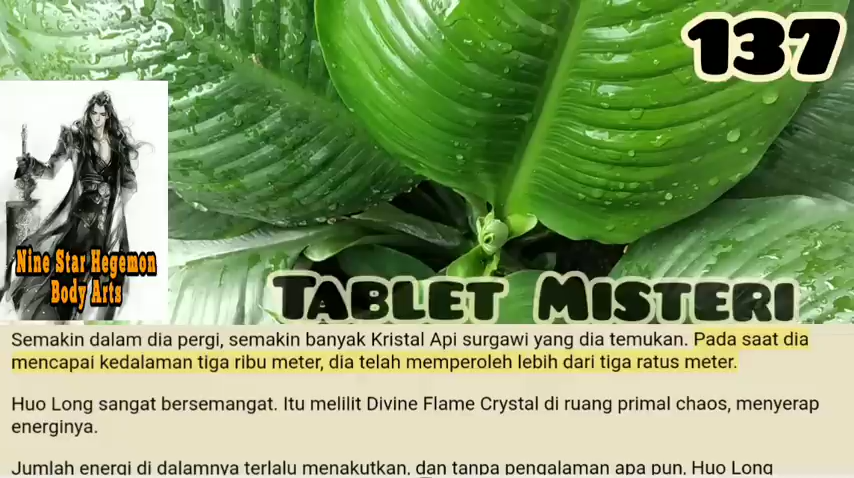 137
Nine Star Hegemon
Body Arts
TABLET MISTERI
Semakin dalam dia pergi, semakin banyak Kristal Api surgawi yang dia temukan. Pada saat dia
mencapai kedalaman tiga ribu meter, dia telah memperoleh lebih dari tiga ratus meter.
Huo Long sangat bersemangat. Itu melilit Divine Flame Crystal di ruang primal chaos, menyerap
energinya.
Jumlah energi di dalamnya terlalu menakutkan, dan tanpa pengalaman apa pun, Huo Long